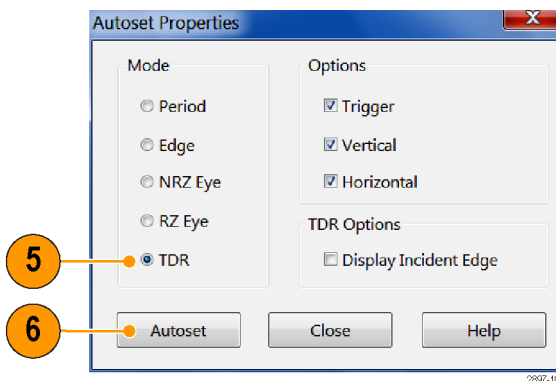 Autoset Properties
X
Mode
Period
Edge
NRZ Eye
RZ Eye
TDR
Options
Trigger
Vertical
Horizontal
TDR Options
Display Incident Edge
5
6
Autoset
Close
Help